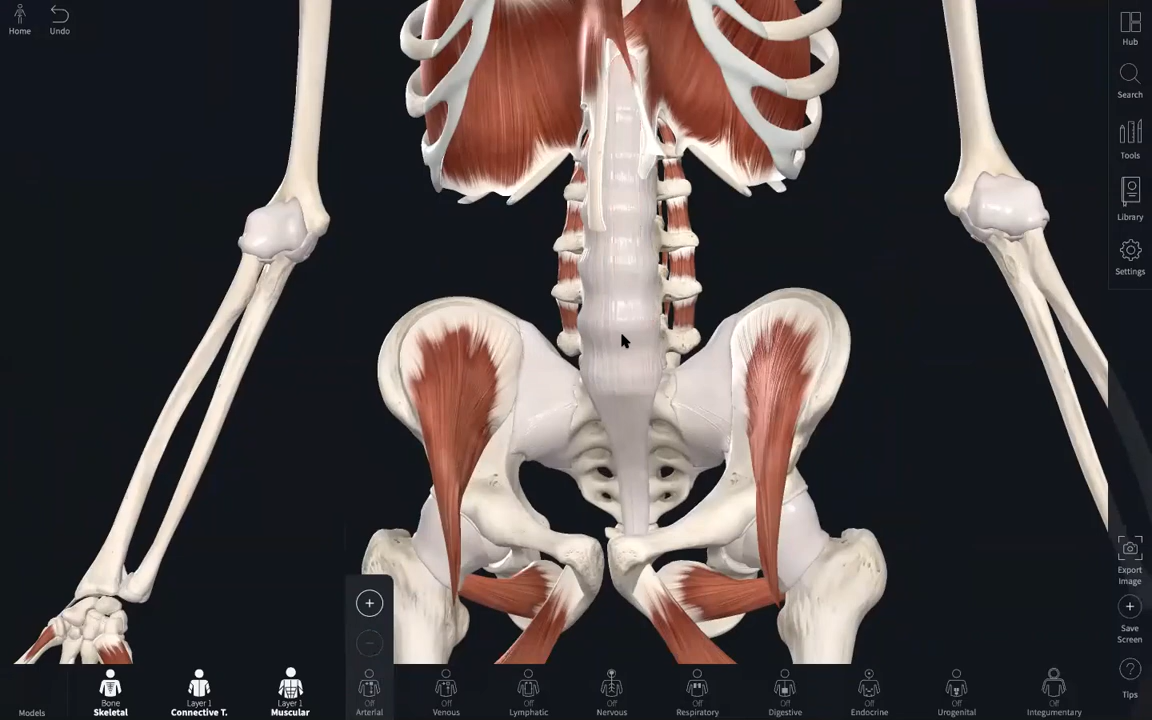 Home
Undo
Hub
Search
Tools
Library
Settings
Export
Image
Save
Screen
Tips
Models
Bone
Skeletal
Layer 1
Connective T.
Layer 1
Muscular
Off
Arterial
Off
Venous
Off
Lymphatic
Off
Nervous
Off
Respiratory
Off
Digestive
Off
Endocrine
Off
Urogenital
Off
Integumentary